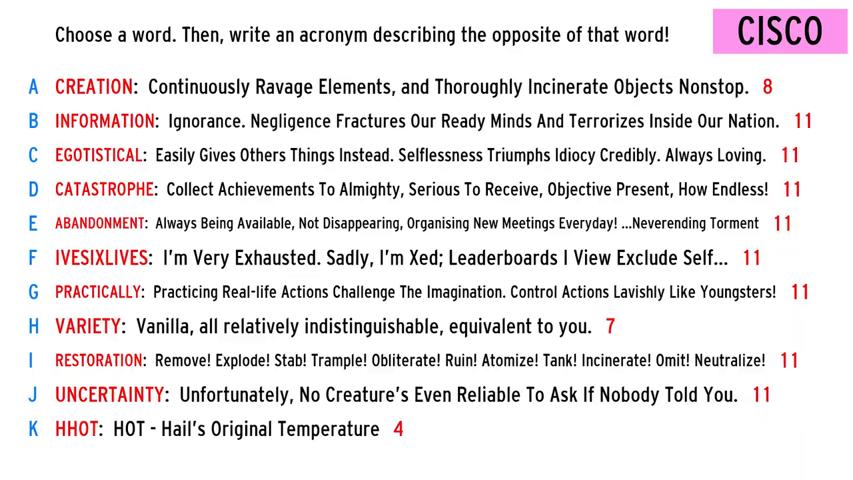 Choose a word. Then, write an acronym describing the opposite of that word!
CISCO
A CREATION: Continuously Ravage Elements, and Thoroughly Incinerate Objects Nonstop. 8
B INFORMATION: Ignorance. Negligence Fractures Our Ready Minds And Terrorizes Inside Our Nation. 11
C EGOTISTICAL: Easily Gives Others Things Instead. Selflessness Triumphs Idiocy Credibly. Always Loving. 11
D CATASTROPHE: Collect Achievements To Almighty, Serious To Receive, Objective Present, How Endless! 11
E ABANDONMENT: Always Being Available, Not Disappearing, Organising New Meetings Everyday! ...Neverending Torment 11
F IVESIXLIVES: I'm Very Exhausted. Sadly, I'm Xed; Leaderboards I View Exclude Self... 11
G PRACTICALLY: Practicing Real-life Actions Challenge The Imagination. Control Actions Lavishly Like Youngsters! 11
H VARIETY: Vanilla, all relatively indistinguishable, equivalent to you. 7
I RESTORATION: Remove! Explode! Stab! Trample! Obliterate! Ruin! Atomize! Tank! Incinerate! Omit! Neutralize! 11
J UNCERTAINTY: Unfortunately, No Creature's Even Reliable To Ask If Nobody Told You. 11
K HHOT: HOT - Hail's Original Temperature 4